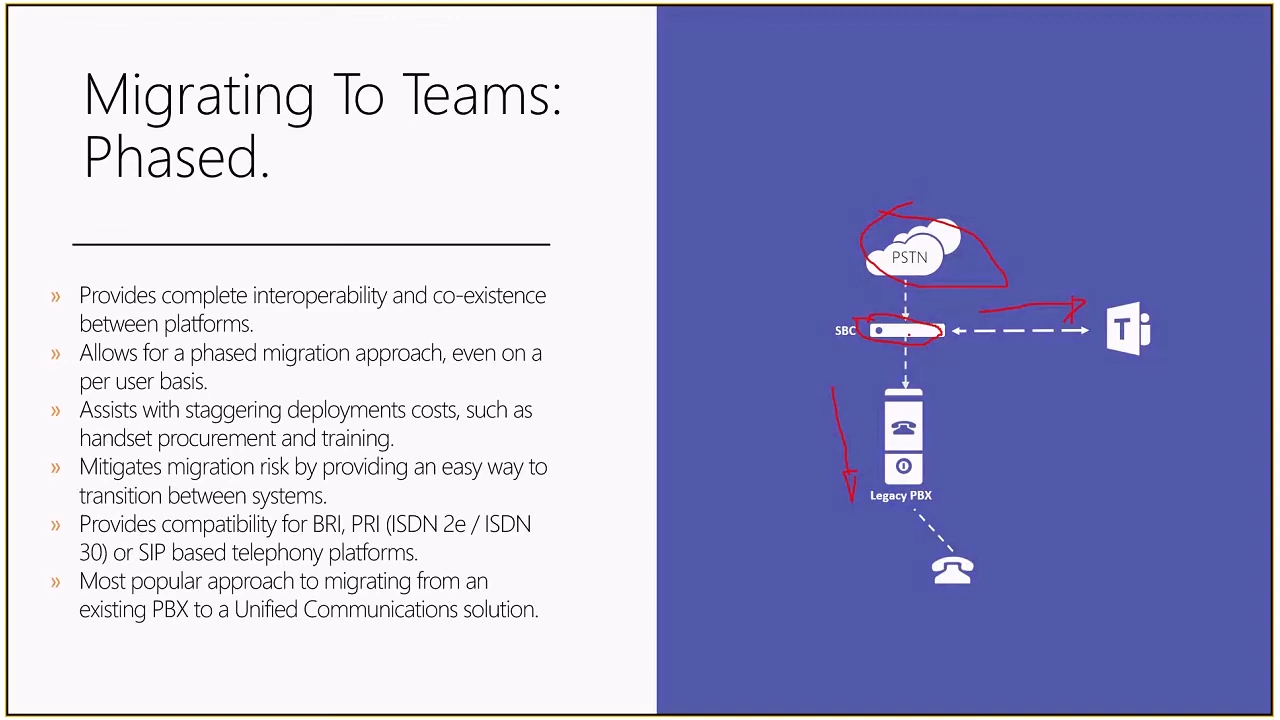 Migrating To Teams:
Phased.
» Provides complete interoperability and co-existence
between platforms.
» Allows for a phased migration approach, even on a
per user basis.
» Assists with staggering deployments costs, such as
handset procurement and training.
» Mitigates migration risk by providing an easy way to
transition between systems.
» Provides compatibility for BRI, PRI (ISDN 2e / ISDN
30) or SIP based telephony platforms.
» Most popular approach to migrating from an
existing PBX to a Unified Communications solution.
PSTN
SBC
T
Legacy PBX